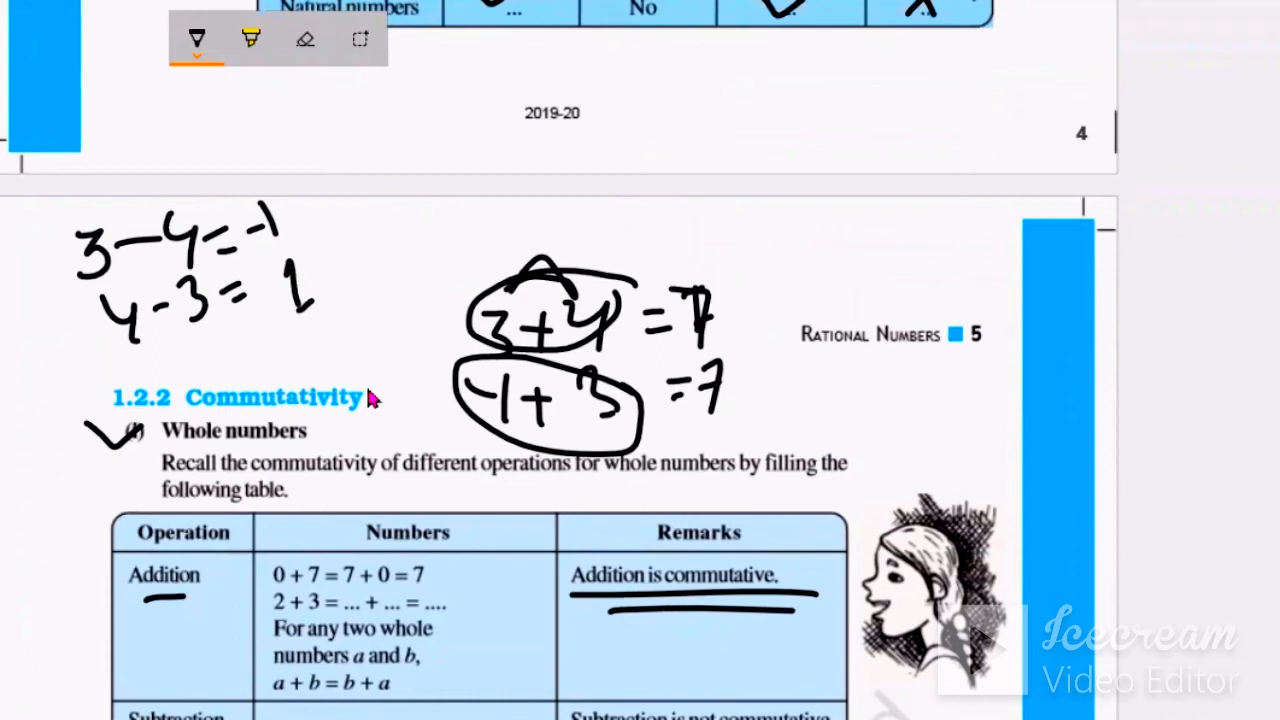 Natural numbers ... No ... ...
2019-20
4
3 - 4 = -1
4 - 3 = 1
3 + 4 = 7
4 + 3 = 7
RATIONAL NUMBERS 5
1.2.2 Commutativity
(i) Whole numbers
Recall the commutativity of different operations for whole numbers by filling the
following table.
Operation Numbers Remarks
Addition 0 + 7 = 7 + 0 = 7 Addition is commutative.
2 + 3 = ... + ... = ....
For any two whole
numbers a and b,
a + b = b + a
Subtraction Subtraction is not commutative
Icecream
Video Editor